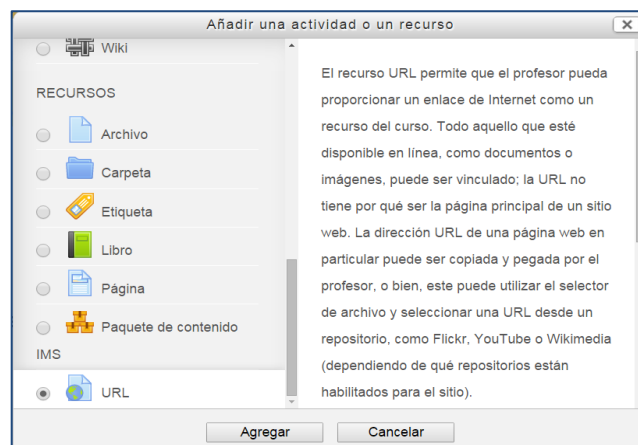 Añadir una actividad o un recurso
Wiki
RECURSOS
Archivo
Carpeta
Etiqueta
Libro
Página
Paquete de contenido
IMS
URL
El recurso URL permite que el profesor pueda
proporcionar un enlace de Internet como un
recurso del curso. Todo aquello que esté
disponible en línea, como documentos o
imágenes, puede ser vinculado; la URL no
tiene por qué ser la página principal de un sitio
web. La dirección URL de una página web en
particular puede ser copiada y pegada por el
profesor, o bien, este puede utilizar el selector
de archivo y seleccionar una URL desde un
repositorio, como Flickr, YouTube o Wikimedia
(dependiendo de qué repositorios están
habilitados para el sitio).
Agregar
Cancelar